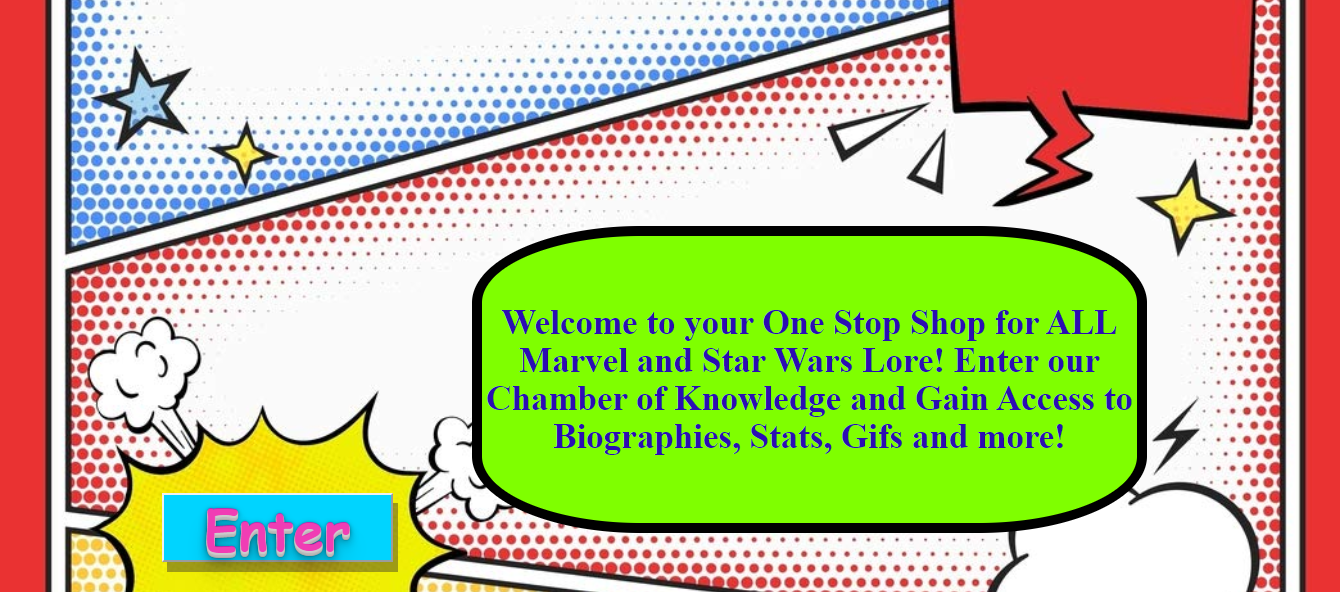 Welcome to your One Stop Shop for ALL
Marvel and Star Wars Lore! Enter our
Chamber of Knowledge and Gain Access to
Biographies, Stats, Gifs and more!
Enter